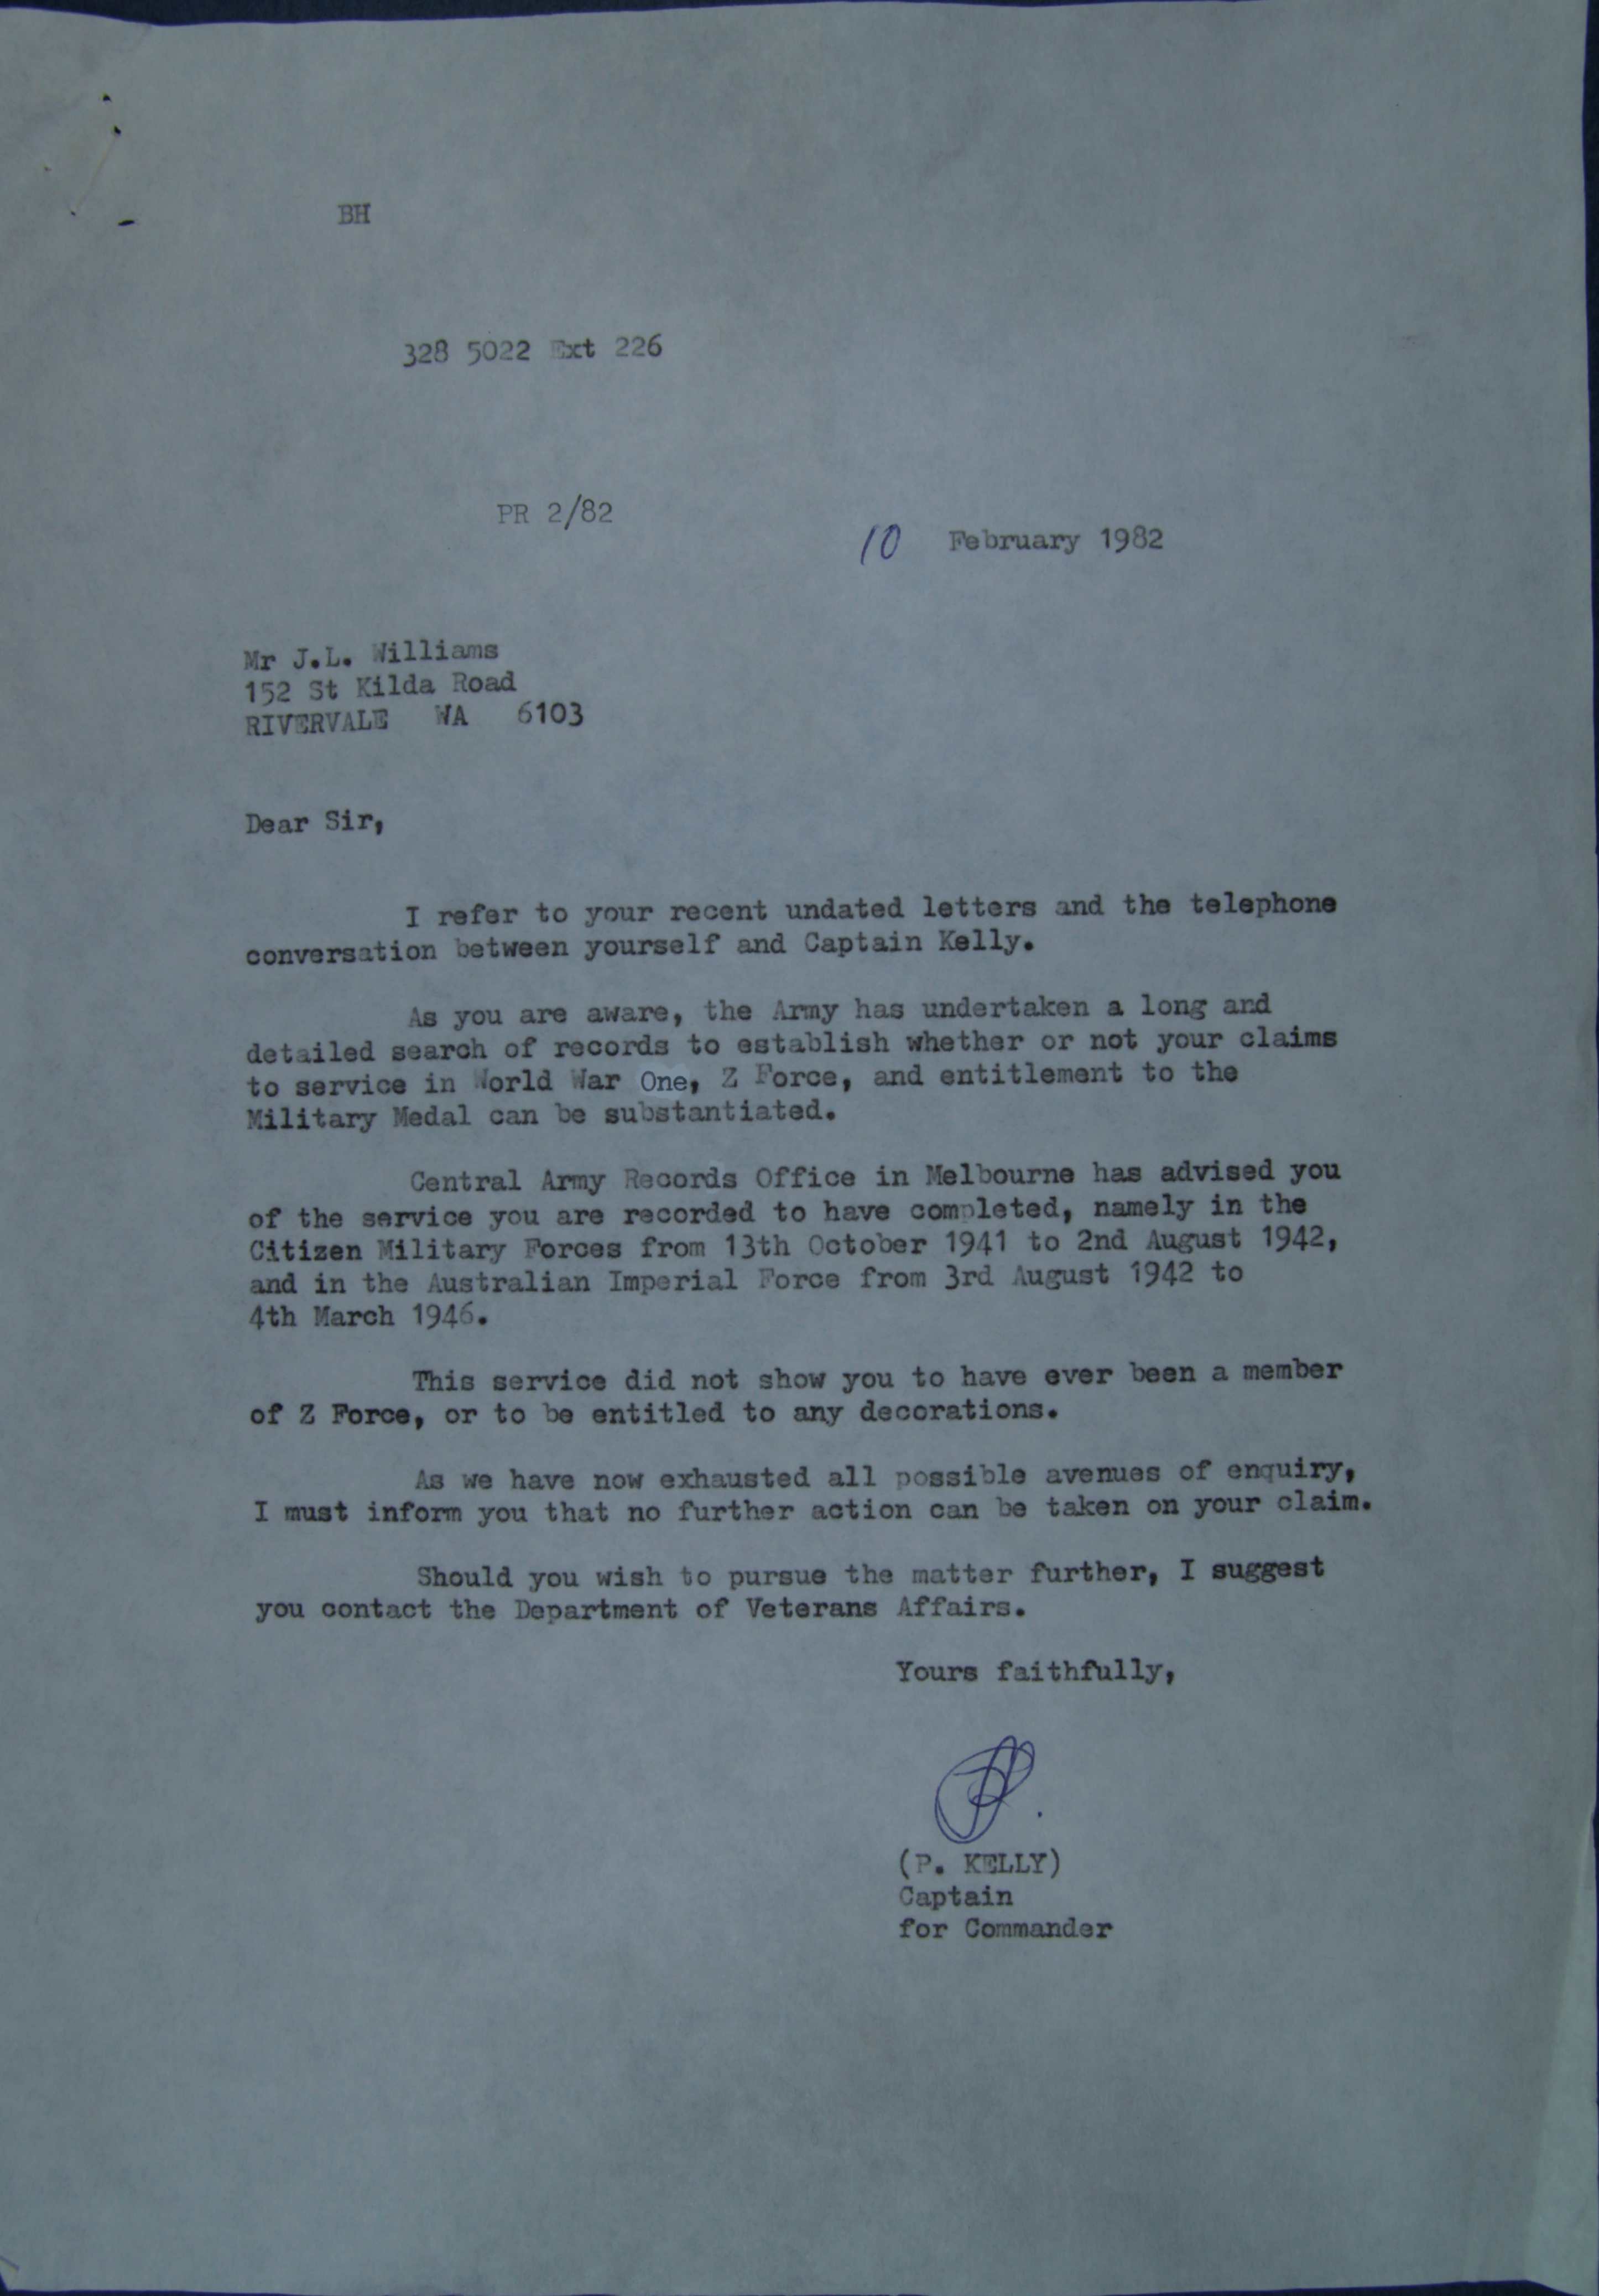 BH
328 5022 Ext 226
PR 2/82
10 February 1982
Mr J.L. Williams
152 St Kilda Road
RIVERVALE WA 6103
Dear Sir,
I refer to your recent undated letters and the telephone
conversation between yourself and Captain Kelly.
As you are aware, the Army has undertaken a long and
detailed search of records to establish whether or not your claims
to service in World War One, Z Force, and entitlement to the
Military Medal can be substantiated.
Central Army Records Office in Melbourne has advised you
of the service you are recorded to have completed, namely in the
Citizen Military Forces from 13th October 1941 to 2nd August 1942,
and in the Australian Imperial Force from 3rd August 1942 to
4th March 1946.
This service did not show you to have ever been a member
of Z Force, or to be entitled to any decorations.
As we have now exhausted all possible avenues of enquiry,
I must inform you that no further action can be taken on your claim.
Should you wish to pursue the matter further, I suggest
you contact the Department of Veterans Affairs.
Yours faithfully,
(P. KELLY)
Captain
for Commander